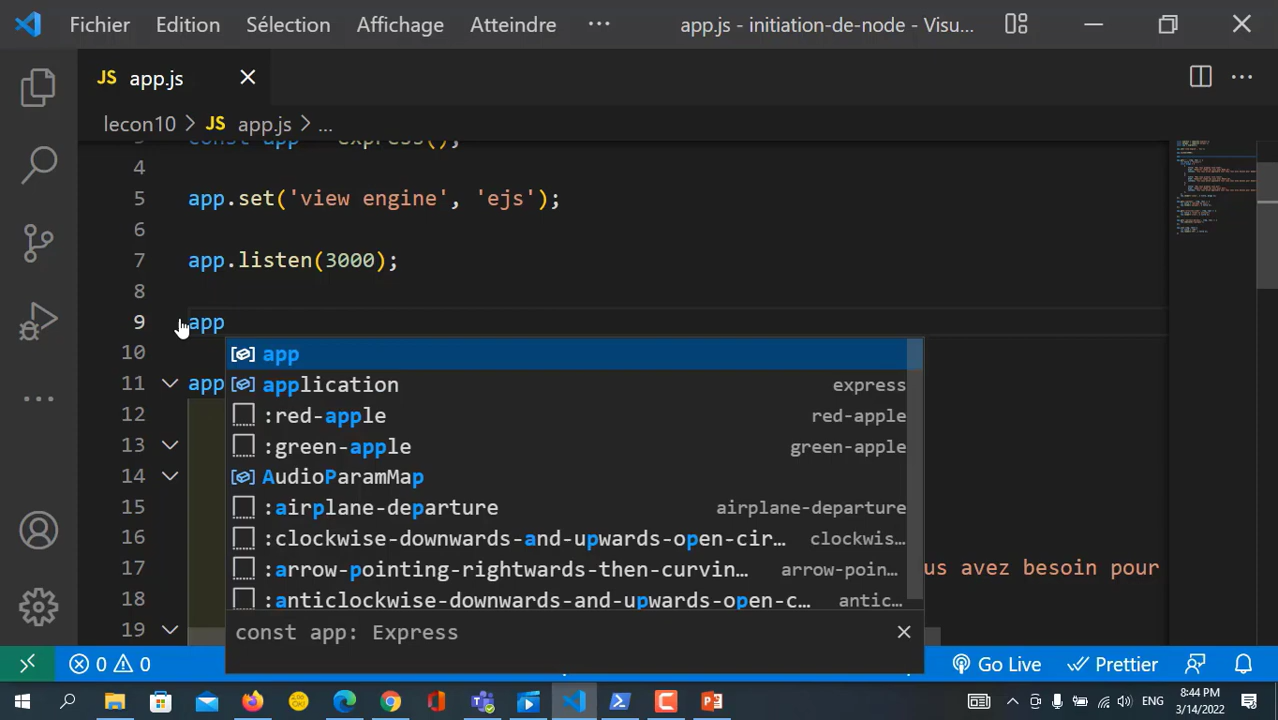 Fichier Edition Sélection Affichage Atteindre ··· app.js - initiation-de-node - Visu...
JS app.js
lecon10 > JS app.js > ...
3 const app = express();
4
5 app.set('view engine', 'ejs');
6
7 app.listen(3000);
8
9 app
10 app
11 app application express
12 :red-apple red-apple
13 :green-apple green-apple
14 AudioParamMap
15 :airplane-departure airplane-departure
16 :clockwise-downwards-and-upwards-open-cir... clockwis...
17 :arrow-pointing-rightwards-then-curvin... arrow-poin... us avez besoin pour
18 :anticlockwise-downwards-and-upwards-open-c... antic...
19 const app: Express
0 0 Go Live Prettier
ENG 8:44 PM
3/14/2022